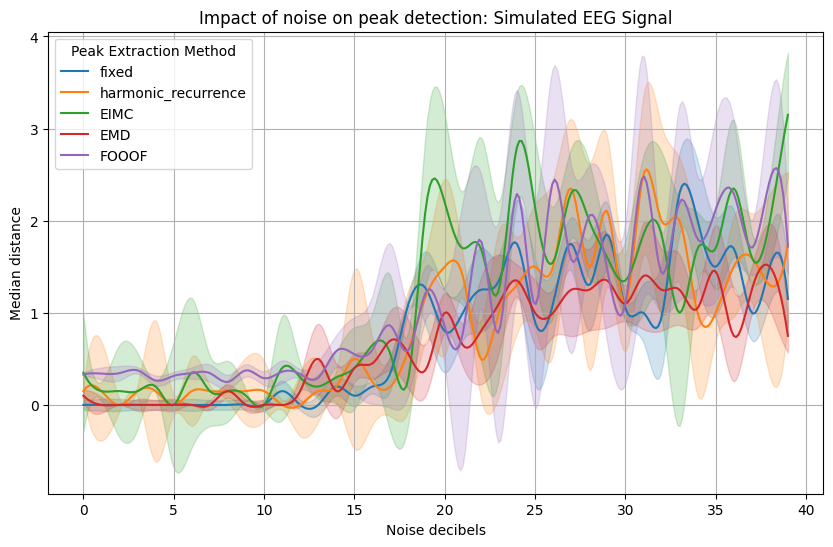 Impact of noise on peak detection: Simulated EEG Signal
Peak Extraction Method
fixed
harmonic_recurrence
EIMC
EMD
FOOOF
Median distance
4
3
2
1
0
0 5 10 15 20 25 30 35 40
Noise decibels